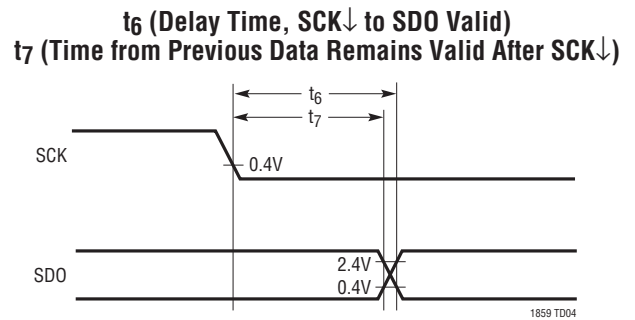 t6 (Delay Time, SCK↓ to SDO Valid)
t7 (Time from Previous Data Remains Valid After SCK↓)
t6
t7
SCK
0.4V
SDO
2.4V
0.4V
1859 TD04